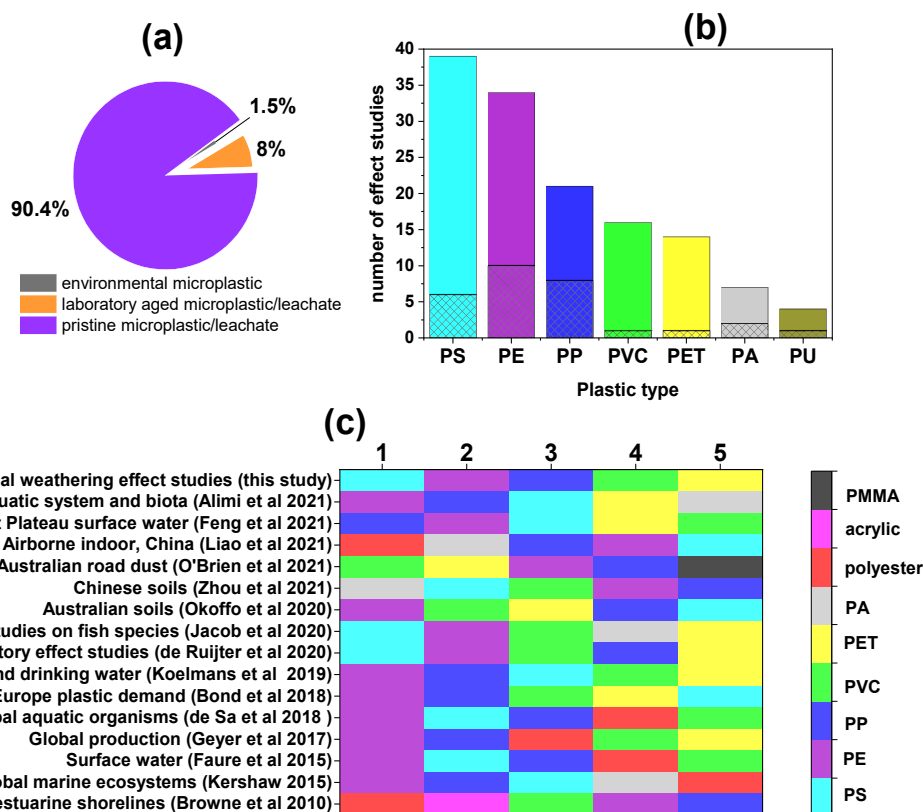 (a)
1.5%
8%
90.4%
environmental microplastic
laboratory aged microplastic/leachate
pristine microplastic/leachate
(b)
number of effect studies
40
35
30
25
20
15
10
5
0
PS PE PP PVC PET PA PU
Plastic type
(c)
1 2 3 4 5
al weathering effect studies (this study)
uatic system and biota (Alimi et al 2021)
t Plateau surface water (Feng et al 2021)
Airborne indoor, China (Liao et al 2021)
Australian road dust (O'Brien et al 2021)
Chinese soils (Zhou et al 2021)
Australian soils (Okoffo et al 2020)
tudies on fish species (Jacob et al 2020)
tory effect studies (de Ruijter et al 2020)
nd drinking water (Koelmans et al 2019)
Europe plastic demand (Bond et al 2018)
bal aquatic organisms (de Sa et al 2018 )
Global production (Geyer et al 2017)
Surface water (Faure et al 2015)
obal marine ecosystems (Kershaw 2015)
estuarine shorelines (Browne et al 2010)
PMMA
acrylic
polyester
PA
PET
PVC
PP
PE
PS